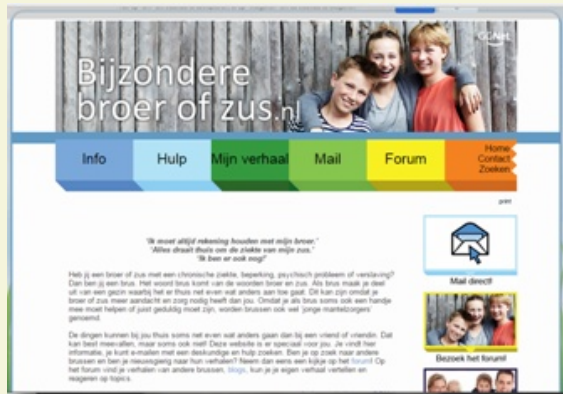 GGNet
Bijzondere
broer of zus.nl
Info
Hulp
Mijn verhaal
Mail
Forum
Home
Contact
Zoeken
print
'Ik moet altijd rekening houden met mijn broer.'
'Alles draait thuis om de ziekte van mijn zus.'
'Ik ben er ook nog!'
Heb jij een broer of zus met een chronische ziekte, beperking, psychisch probleem of verslaving?
Dan ben jij een brus. Het woord brus komt van de woorden broer en zus. Als brus maak je deel
uit van een gezin waarbij het er thuis net even wat anders aan toe gaat. Dit kan zijn omdat je
broer of zus meer aandacht en zorg nodig heeft dan jou. Omdat je als brus soms ook een handje
mee moet helpen of juist geduldig moet zijn, worden brussen ook wel 'jonge mantelzorgers'
genoemd.
De dingen kunnen bij jou thuis soms net even wat anders gaan dan bij een vriend of vriendin. Dat
kan best meevallen, maar soms ook niet! Deze website is er speciaal voor jou. Je vindt hier
informatie, je kunt e-mailen met een deskundige en hulp zoeken. Ben je op zoek naar andere
brussen en ben je nieuwsgierig naar hun verhalen? Neem dan eens een kijkje op het forum! Op
het forum vind je verhalen van andere brussen, blogs, kun je je eigen verhaal vertellen en
reageren op topics.
Mail direct!
Bezoek het forum!